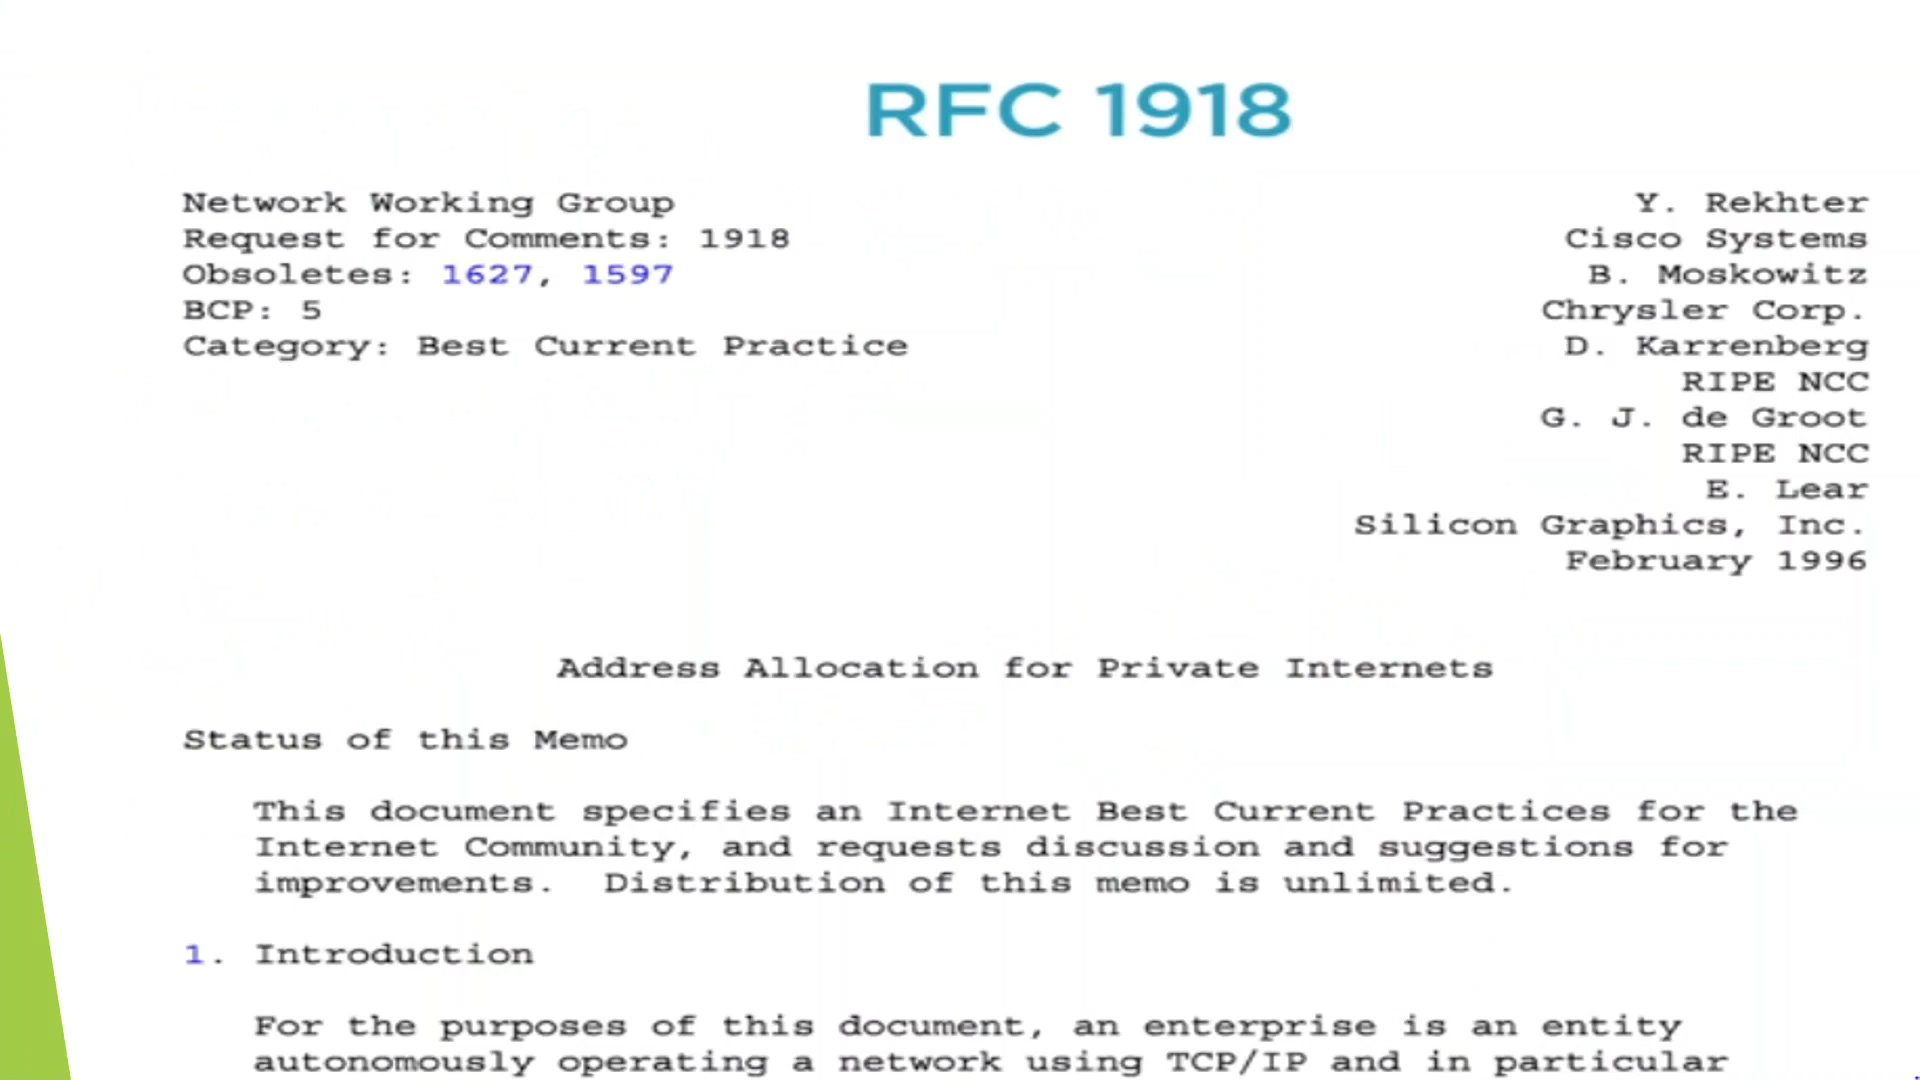 RFC 1918
Network Working Group Y. Rekhter
Request for Comments: 1918 Cisco Systems
Obsoletes: 1627, 1597 B. Moskowitz
BCP: 5 Chrysler Corp.
Category: Best Current Practice D. Karrenberg
RIPE NCC
G. J. de Groot
RIPE NCC
E. Lear
Silicon Graphics, Inc.
February 1996
Address Allocation for Private Internets
Status of this Memo
This document specifies an Internet Best Current Practices for the
Internet Community, and requests discussion and suggestions for
improvements. Distribution of this memo is unlimited.
1. Introduction
For the purposes of this document, an enterprise is an entity
autonomously operating a network using TCP/IP and in particular